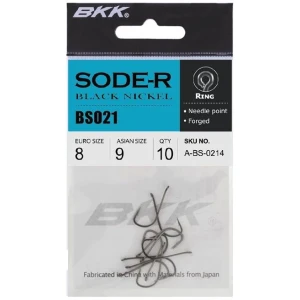 BKK®
SODE-R
BLACK NICKEL
BS021
RING
• Needle point
• Forged
EURO SIZE
8
ASIAN SIZE
9
QTY
10
SKU NO.
A-BS-0214
BKK
Fabricated in China with Materials from Japan